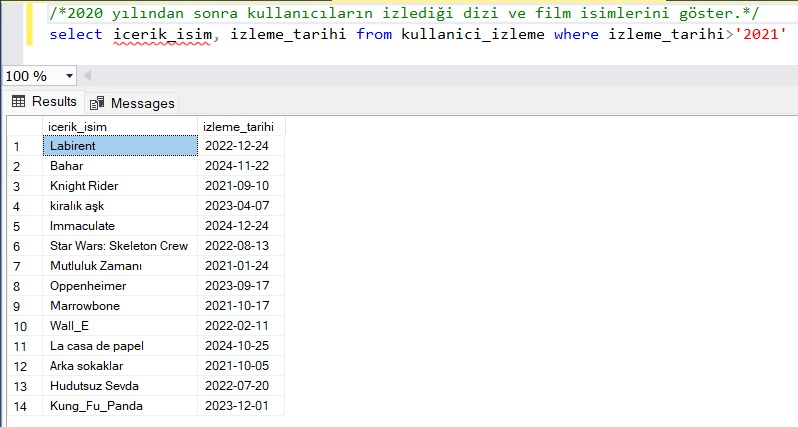 /*2020 yılından sonra kullanıcıların izlediği dizi ve film isimlerini göster.*/
select icerik_isim, izleme_tarihi from kullanici_izleme where izleme_tarihi>'2021'
100 %
Results Messages
icerik_isim izleme_tarihi
1 Labirent 2022-12-24
2 Bahar 2024-11-22
3 Knight Rider 2021-09-10
4 kiralık aşk 2023-04-07
5 Immaculate 2024-12-24
6 Star Wars: Skeleton Crew 2022-08-13
7 Mutluluk Zamanı 2021-01-24
8 Oppenheimer 2023-09-17
9 Marrowbone 2021-10-17
10 Wall_E 2022-02-11
11 La casa de papel 2024-10-25
12 Arka sokaklar 2021-10-05
13 Hudutsuz Sevda 2022-07-20
14 Kung_Fu_Panda 2023-12-01